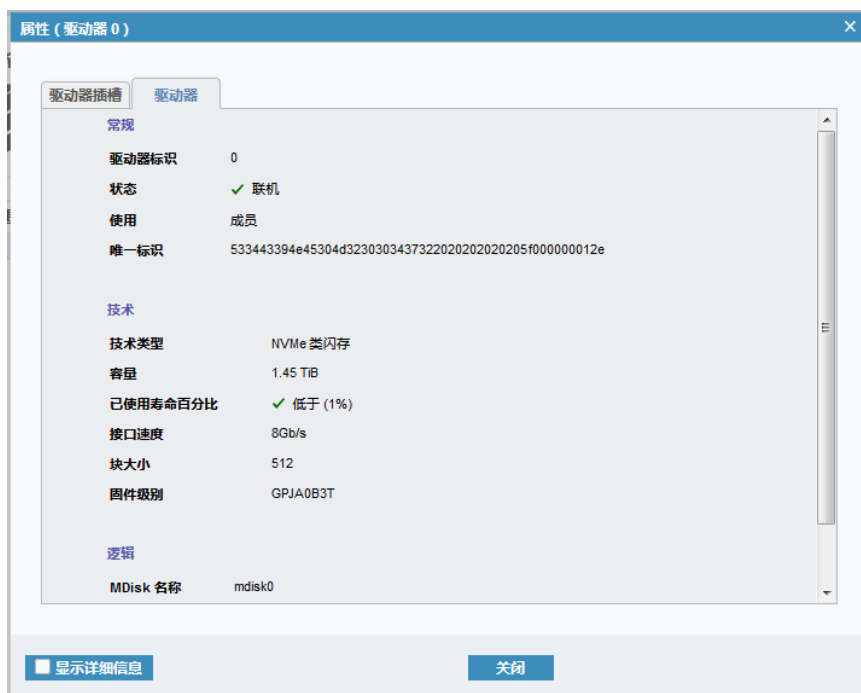 属性 ( 驱动器 0 )
驱动器插槽 驱动器
常规
驱动器标识 0
状态 联机
使用 成员
唯一标识 533443394e45304d3230303437322020202020205f000000012e
技术
技术类型 NVMe 类闪存
容量 1.45 TiB
已使用寿命百分比 低于 (1%)
接口速度 8Gb/s
块大小 512
固件级别 GPJA0B3T
逻辑
MDisk 名称 mdisk0
显示详细信息 关闭